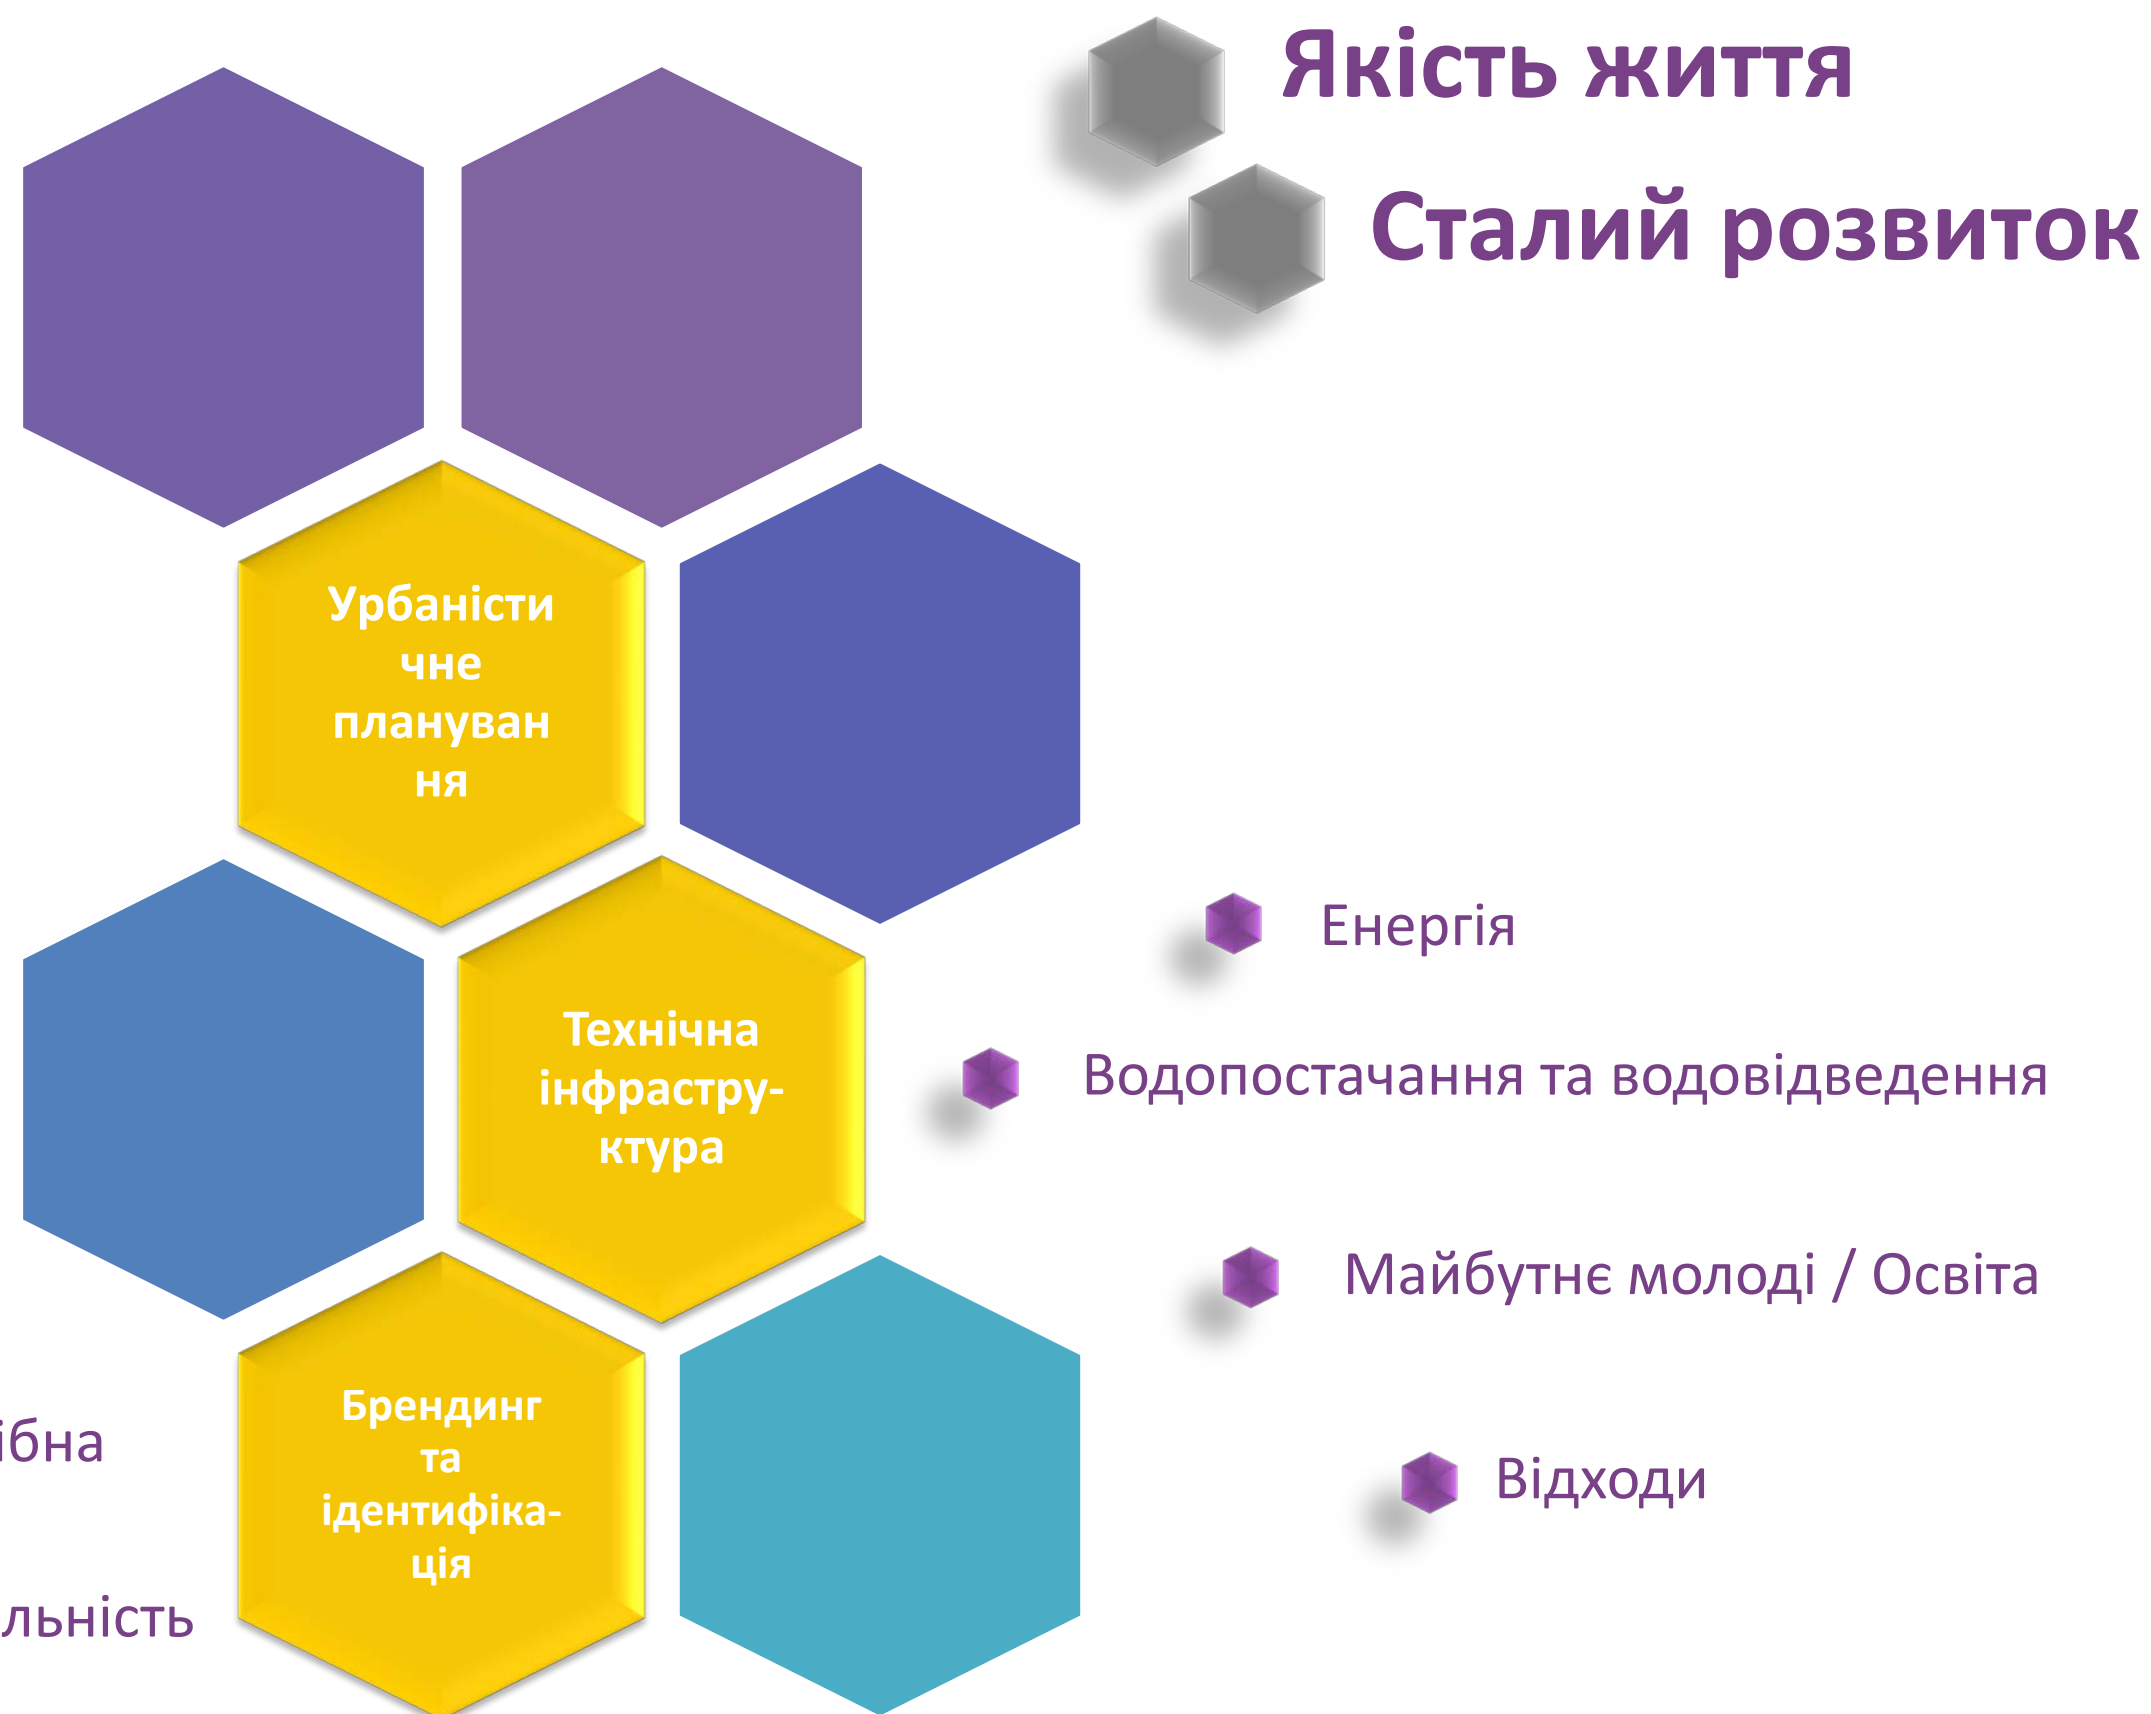 Якість життя
Сталий розвиток
Урбаністи
чне
плануван
ня
Енергія
Технічна
інфрастру-
ктура
Водопостачання та водовідведення
Майбутнє молоді / Освіта
Брендинг
та
ідентифіка-
ція
Відходи
ібна
льність